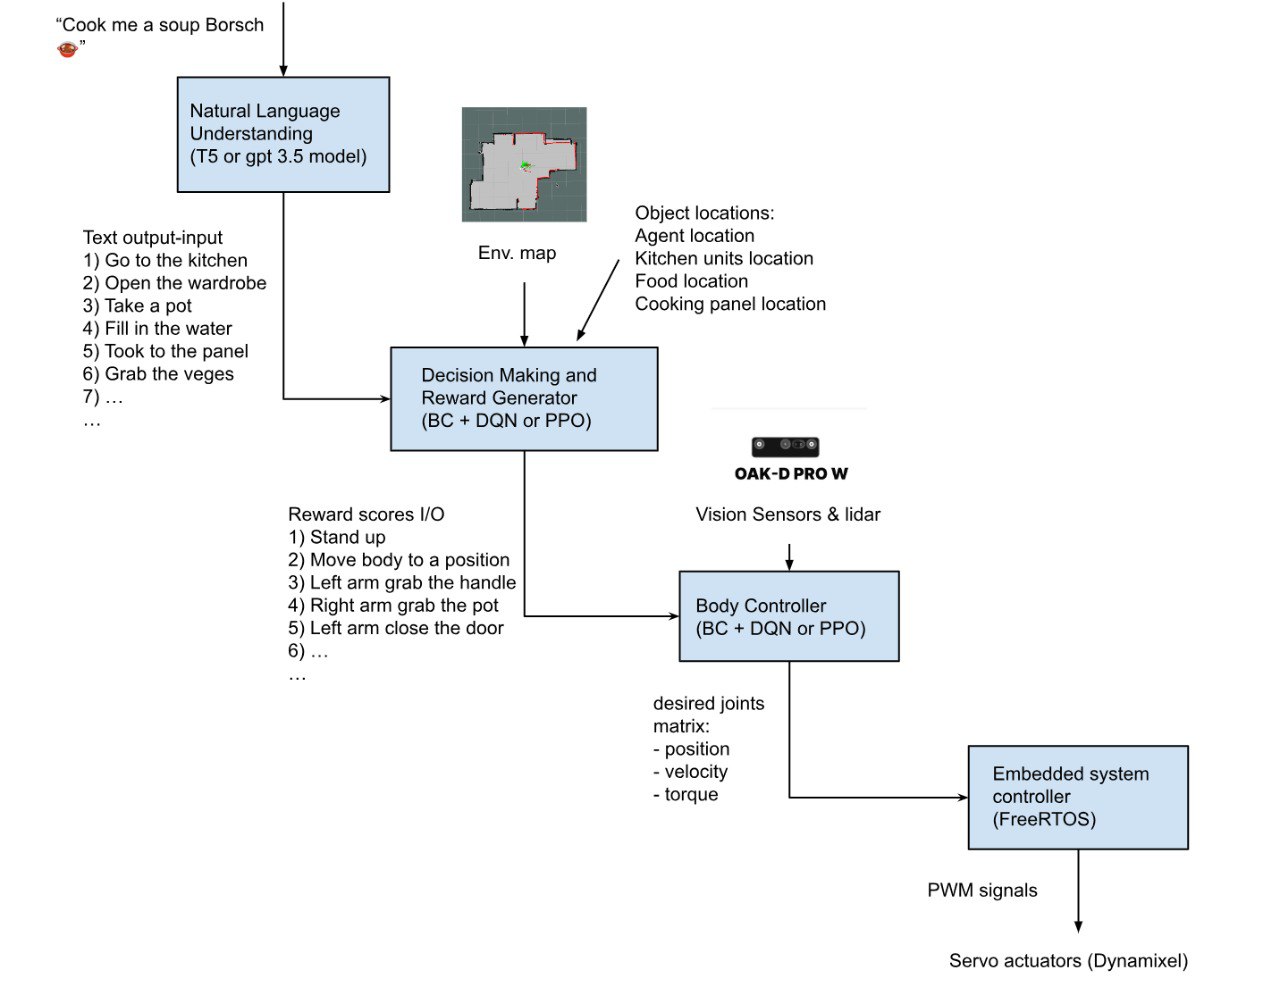 “Cook me a soup Borsch
🍲”
Natural Language
Understanding
(T5 or gpt 3.5 model)
Text output-input
1) Go to the kitchen
2) Open the wardrobe
3) Take a pot
4) Fill in the water
5) Took to the panel
6) Grab the veges
7) …
…
Env. map
Object locations:
Agent location
Kitchen units location
Food location
Cooking panel location
Decision Making and
Reward Generator
(BC + DQN or PPO)
Reward scores I/O
1) Stand up
2) Move body to a position
3) Left arm grab the handle
4) Right arm grab the pot
5) Left arm close the door
6) …
…
OAK-D PRO W
Vision Sensors & lidar
Body Controller
(BC + DQN or PPO)
desired joints
matrix:
- position
- velocity
- torque
Embedded system
controller
(FreeRTOS)
PWM signals
Servo actuators (Dynamixel)